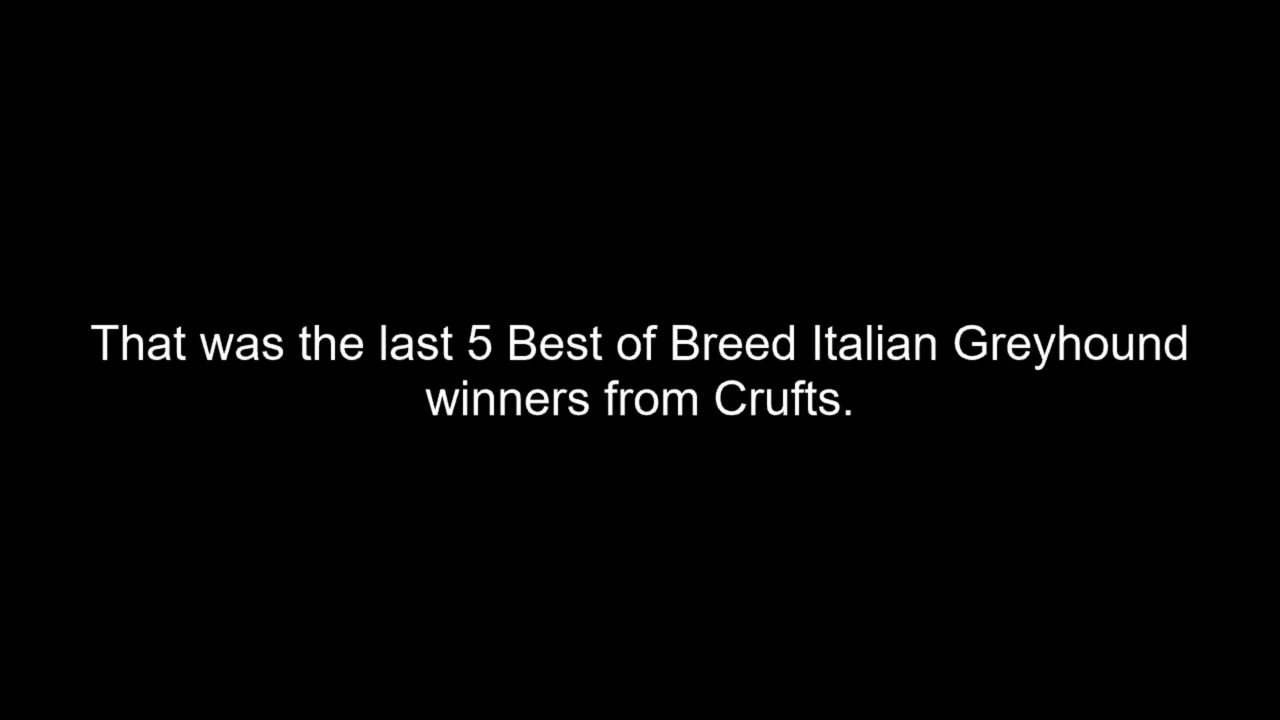 That was the last 5 Best of Breed Italian Greyhound
winners from Crufts.